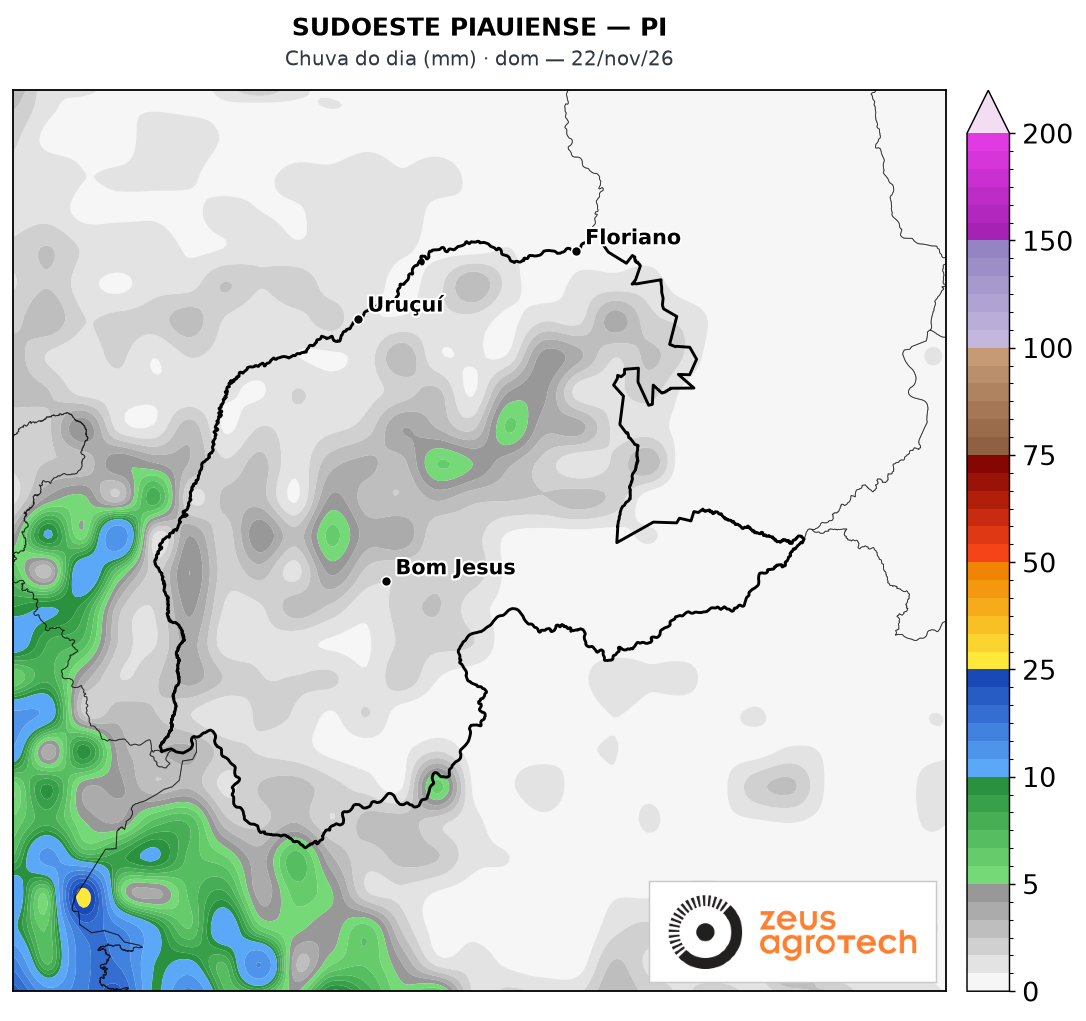 SUDOESTE PIAUIENSE — PI
Chuva do dia (mm) · dom — 22/nov/26
Floriano
Uruçuí
Bom Jesus
200
150
100
75
50
25
10
5
0
zeus
agrotech